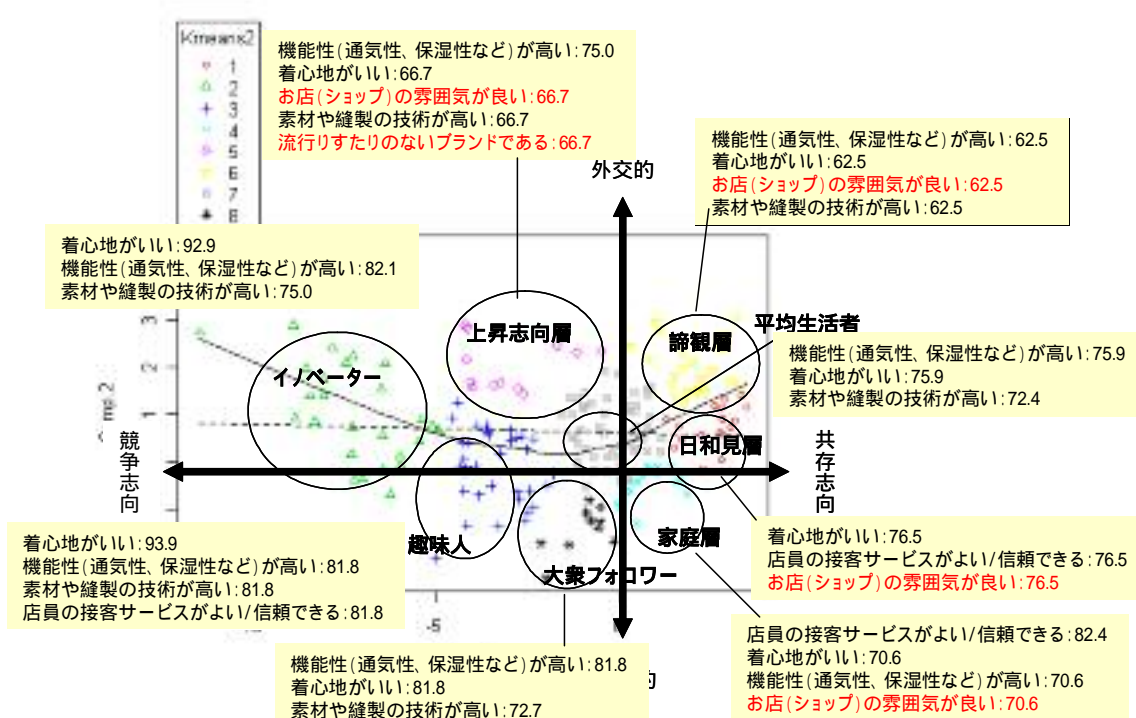 Kmeans2
1
2
3
4
5
6
7
8
機能性(通気性、保湿性など)が高い:75.0
着心地がいい:66.7
お店(ショップ)の雰囲気が良い:66.7
素材や縫製の技術が高い:66.7
流行りすたりのないブランドである:66.7
機能性(通気性、保湿性など)が高い:62.5
着心地がいい:62.5
お店(ショップ)の雰囲気が良い:62.5
素材や縫製の技術が高い:62.5
外交的
着心地がいい:92.9
機能性(通気性、保湿性など)が高い:82.1
素材や縫製の技術が高い:75.0
上昇志向層
諦観層
平均生活者
イノベーター
機能性(通気性、保湿性など)が高い:75.9
着心地がいい:75.9
素材や縫製の技術が高い:72.4
3
2
1
mp.2
競争志向
共存志向
日和見層
趣味人
家庭層
大衆フォロワー
着心地がいい:93.9
機能性(通気性、保湿性など)が高い:81.8
素材や縫製の技術が高い:81.8
店員の接客サービスがよい/信頼できる:81.8
着心地がいい:76.5
店員の接客サービスがよい/信頼できる:76.5
お店(ショップ)の雰囲気が良い:76.5
-5
店員の接客サービスがよい/信頼できる:82.4
着心地がいい:70.6
機能性(通気性、保湿性など)が高い:70.6
お店(ショップ)の雰囲気が良い:70.6
機能性(通気性、保湿性など)が高い:81.8
着心地がいい:81.8
素材や縫製の技術が高い:72.7
的